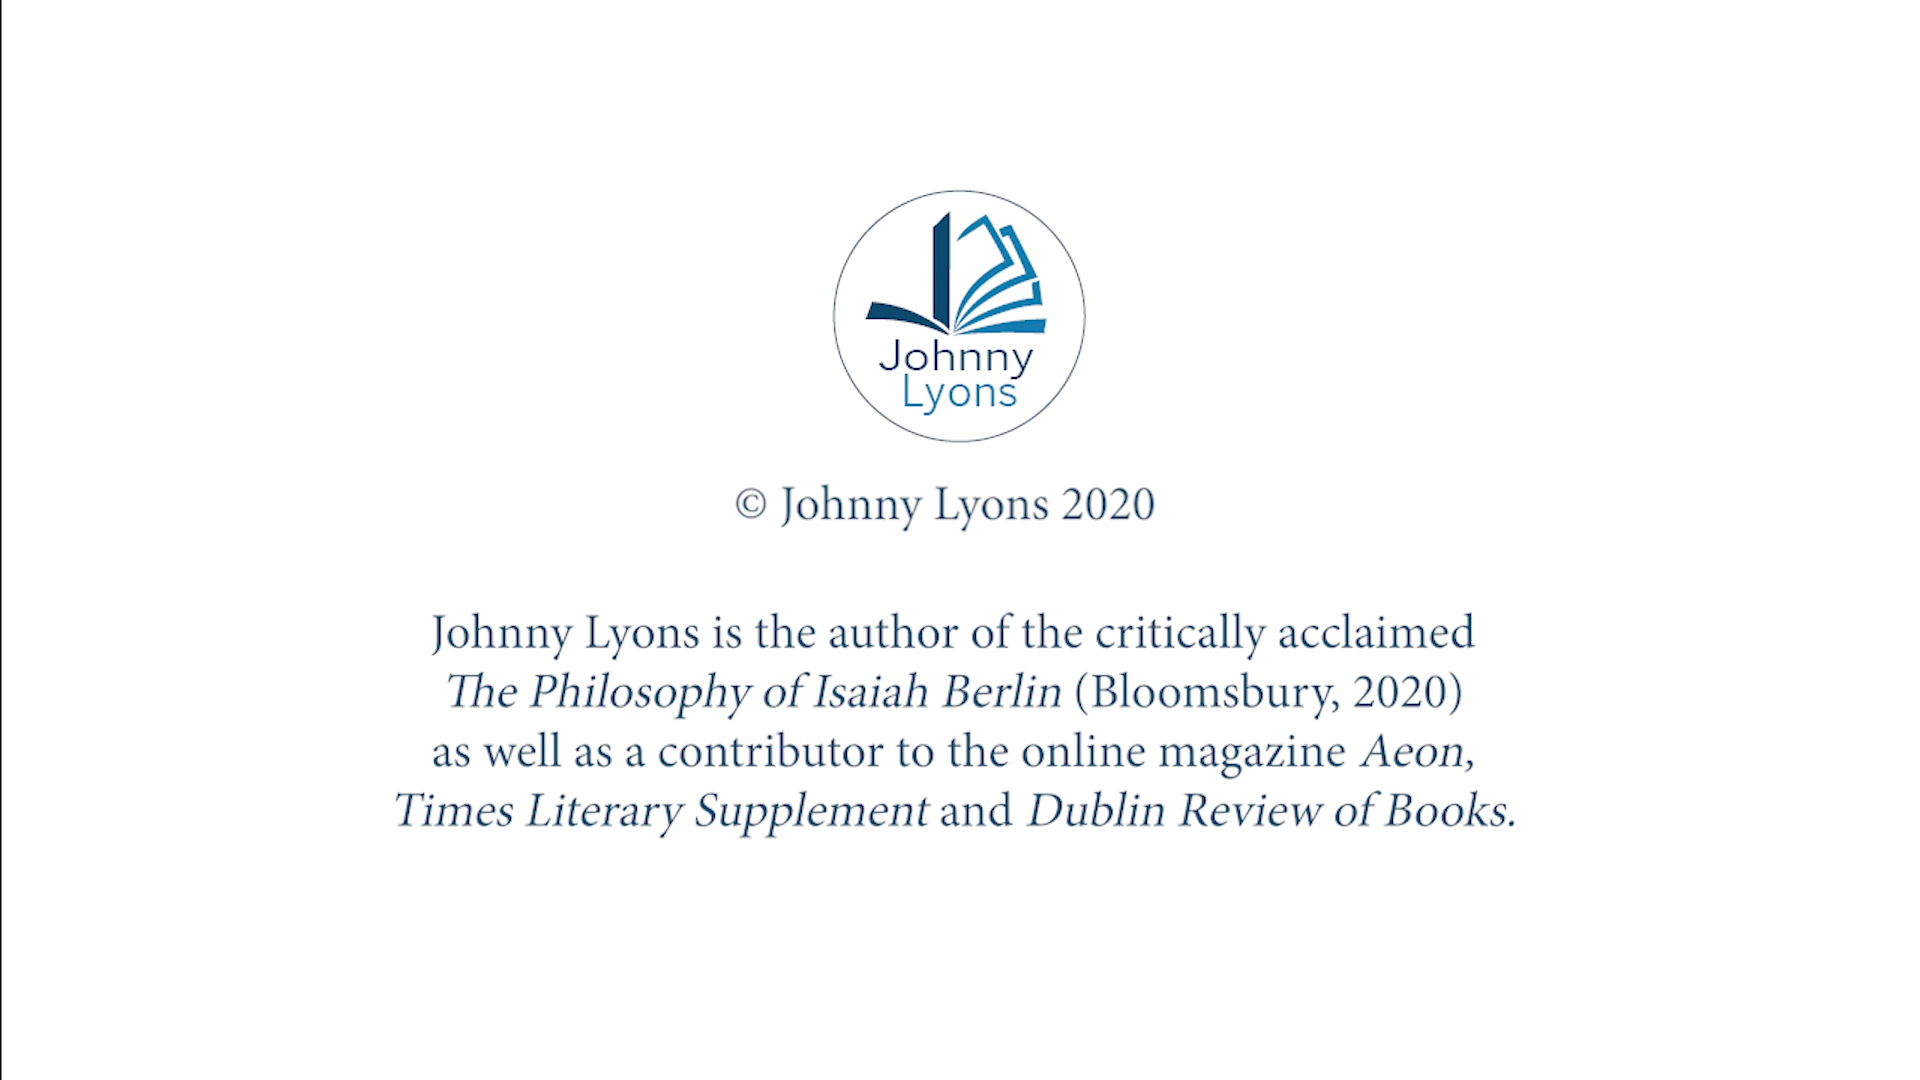 Johnny
Lyons
© Johnny Lyons 2020
Johnny Lyons is the author of the critically acclaimed
The Philosophy of Isaiah Berlin (Bloomsbury, 2020)
as well as a contributor to the online magazine Aeon,
Times Literary Supplement and Dublin Review of Books.